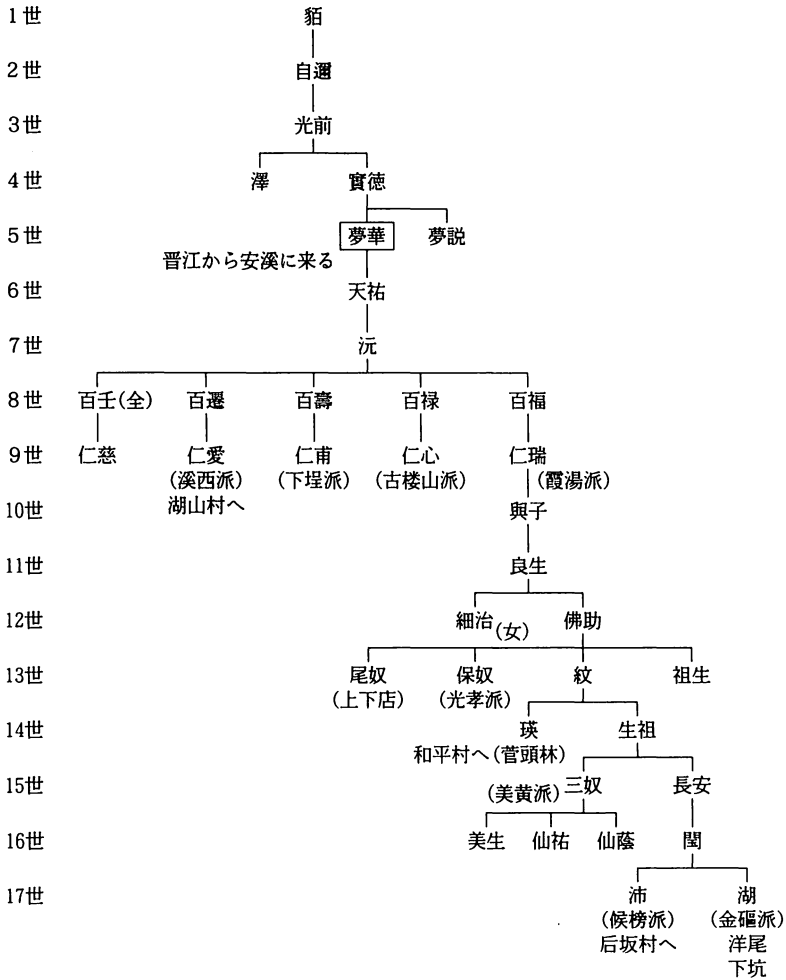 1世 貊
2世 自邇
3世 光前
4世 澤 實徳
5世 夢華 夢説
晋江から安溪に来る
6世 天祐
7世 沅
8世 百壬(全) 百遷 百壽 百禄 百福
9世 仁慈 仁愛 仁甫 仁心 仁瑞
(溪西派) (下埕派) (古楼山派) (霞湯派)
湖山村へ
10世 與子
11世 良生
12世 細治(女) 佛助
13世 尾奴 保奴 紋 祖生
(上下店) (光孝派)
14世 瑛 生祖
和平村へ(菅頭林)
15世 (美黄派)三奴 長安
16世 美生 仙祐 仙蔭 閏
17世 沛 湖
(候榜派) (金磘派)
后坂村へ 洋尾
下坑